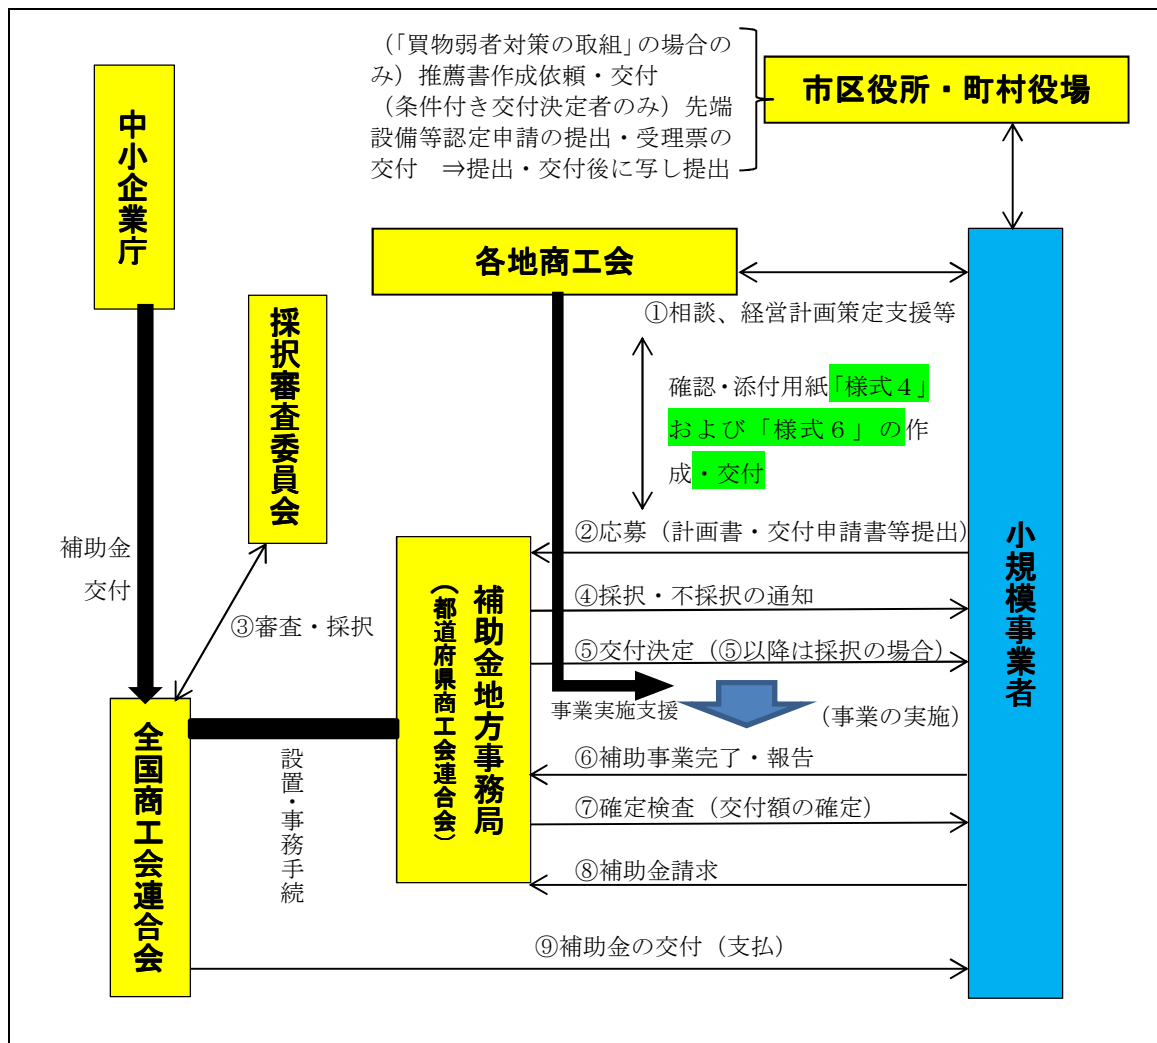 （「買物弱者対策の取組」の場合の
み）推薦書作成依頼・交付
（条件付き交付決定者のみ）先端
設備等認定申請の提出・受理票の
交付　⇒提出・交付後に写し提出
市区役所・町村役場
中小企業庁
各地商工会
①相談、経営計画策定支援等
採択審査委員会
確認・添付用紙「様式４」
および「様式６」の作
成・交付
補助金
交付
②応募（計画書・交付申請書等提出）
小規模事業者
補助金地方事務局
（都道府県商工会連合会）
④採択・不採択の通知
③審査・採択
⑤交付決定（⑤以降は採択の場合）
事業実施支援
（事業の実施）
全国商工会連合会
設置・事務手続
⑥補助事業完了・報告
⑦確定検査（交付額の確定）
⑧補助金請求
⑨補助金の交付（支払）